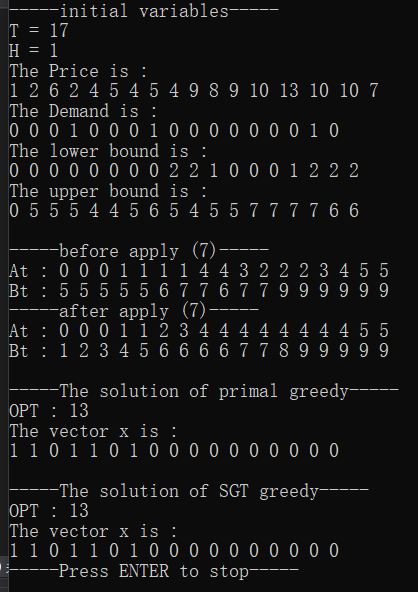 -----initial variables-----
T = 17
H = 1
The Price is :
1 2 6 2 4 5 4 5 4 9 8 9 10 13 10 10 7
The Demand is :
0 0 0 1 0 0 0 1 0 0 0 0 0 0 0 1 0
The lower bound is :
0 0 0 0 0 0 0 0 2 2 1 0 0 0 1 2 2 2
The upper bound is :
0 5 5 5 4 4 5 6 5 4 5 5 7 7 7 7 6 6
-----before apply (7)-----
At : 0 0 0 1 1 1 1 4 4 3 2 2 2 3 4 5 5
Bt : 5 5 5 5 5 6 7 7 6 7 7 9 9 9 9 9 9
-----after apply (7)-----
At : 0 0 0 1 1 2 3 4 4 4 4 4 4 4 4 5 5
Bt : 1 2 3 4 5 6 6 6 6 7 7 8 9 9 9 9 9
-----The solution of primal greedy-----
OPT : 13
The vector x is :
1 1 0 1 1 0 1 0 0 0 0 0 0 0 0 0 0
-----The solution of SGT greedy-----
OPT : 13
The vector x is :
1 1 0 1 1 0 1 0 0 0 0 0 0 0 0 0 0
-----Press ENTER to stop-----